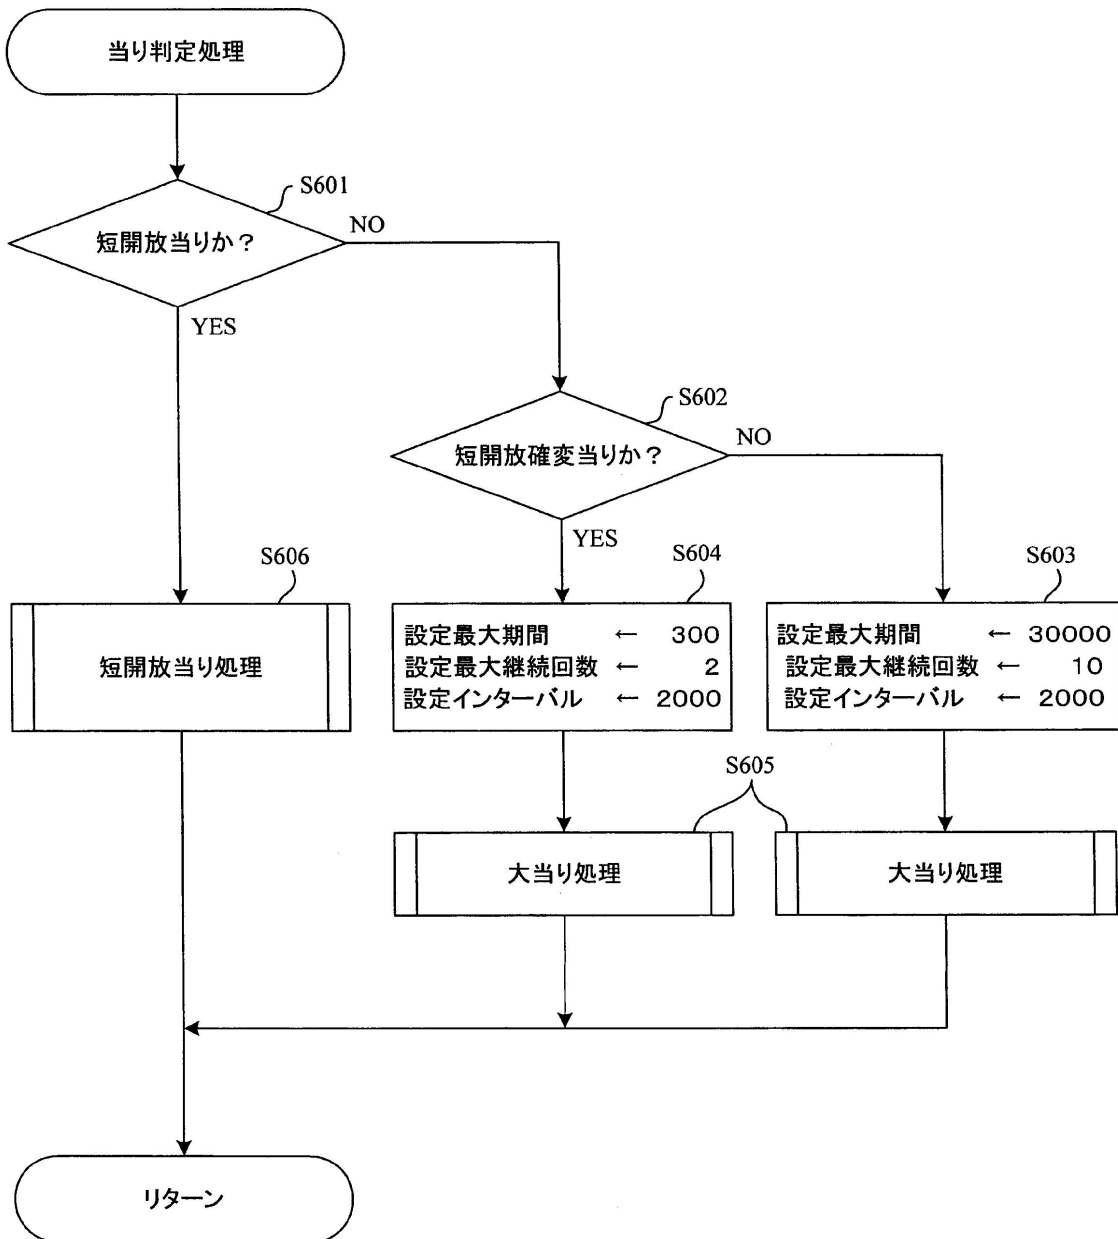 当り判定処理
S601
短開放当りか？
NO
YES
S602
短開放確変当りか？
NO
YES
S606
短開放当り処理
S604
設定最大期間 ← 300
設定最大継続回数 ← 2
設定インターバル ← 2000
S603
設定最大期間 ← 30000
設定最大継続回数 ← 10
設定インターバル ← 2000
S605
大当り処理
大当り処理
リターン